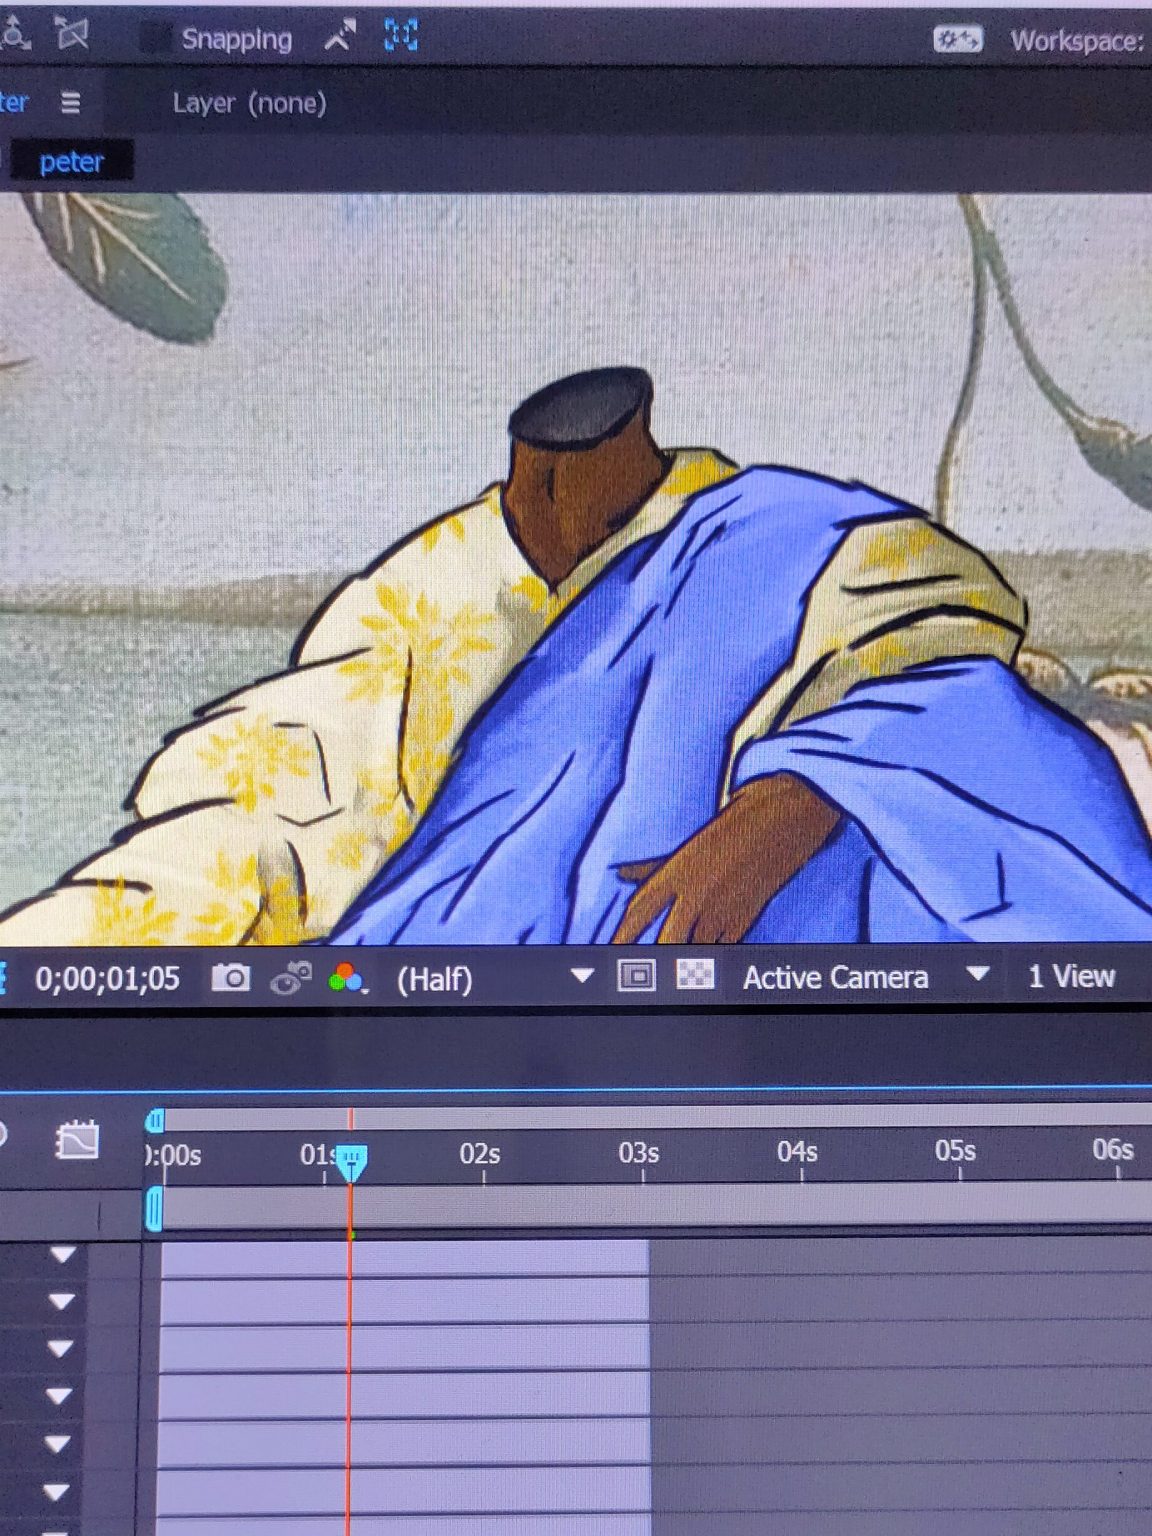 Snapping
Workspace:
ter
Layer (none)
peter
0;00;01;05
(Half)
Active Camera
1 View
):00s
01s
02s
03s
04s
05s
06s